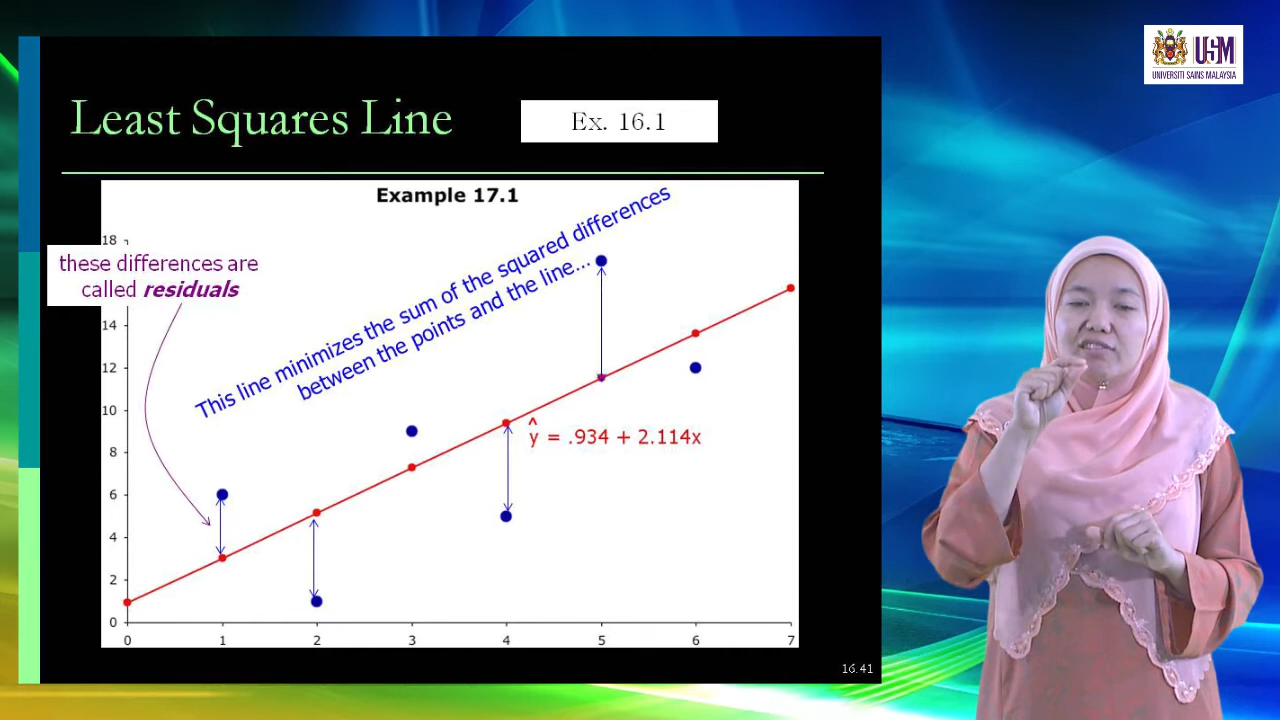 USM
UNIVERSITI SAINS MALAYSIA
Least Squares Line
Ex. 16.1
Example 17.1
This line minimizes the sum of the squared differences
between the points and the line...
these differences are
called residuals
ŷ = .934 + 2.114x
18
14
12
10
8
6
4
2
0
0 1 2 3 4 5 6 7
16.41